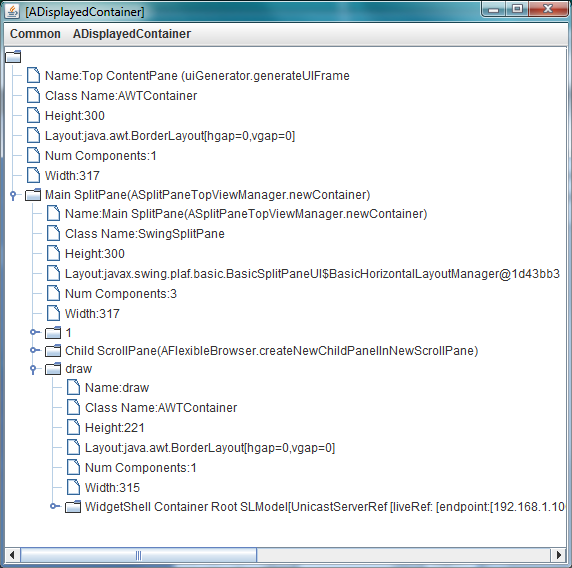 [ADisplayedContainer]
Common ADisplayedContainer
Name:Top ContentPane (uiGenerator.generateUIFrame
Class Name:AWTContainer
Height:300
Layout:java.awt.BorderLayout[hgap=0,vgap=0]
Num Components:1
Width:317
Main SplitPane(ASplitPaneTopViewManager.newContainer)
Name:Main SplitPane(ASplitPaneTopViewManager.newContainer)
Class Name:SwingSplitPane
Height:300
Layout:javax.swing.plaf.basic.BasicSplitPaneUI$BasicHorizontalLayoutManager@1d43bb3
Num Components:3
Width:317
1
Child ScrollPane(AFlexibleBrowser.createNewChildPanelInNewScrollPane)
draw
Name:draw
Class Name:AWTContainer
Height:221
Layout:java.awt.BorderLayout[hgap=0,vgap=0]
Num Components:1
Width:315
WidgetShell Container Root SLModel[UnicastServerRef [liveRef: [endpoint:[192.168.1.10